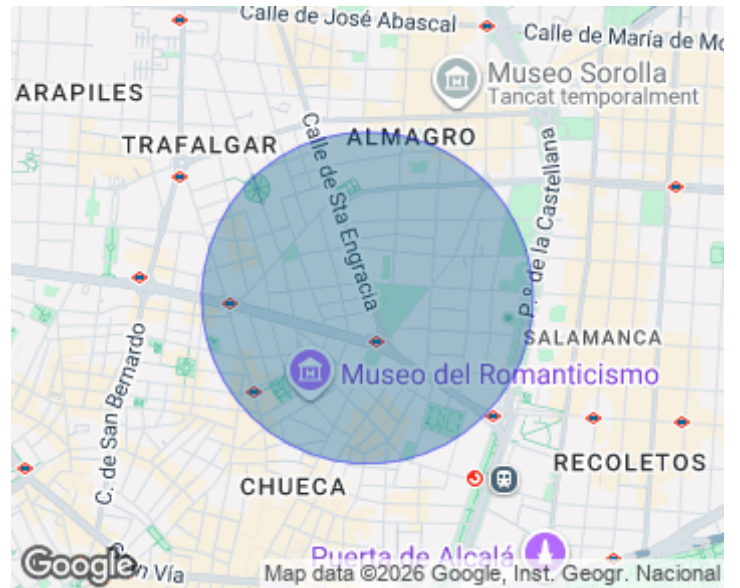 Calle de José Abascal
Calle de María de Mo
Museo Sorolla
Tancat temporalment
ARAPILES
TRAFALGAR
ALMAGRO
Calle de Sta Engracia
P.º de la Castellana
SALAMANCA
Museo del Romanticismo
C. de San Bernardo
RECOLETOS
CHUECA
Puerta de Alcalá
Google
Gran Vía
Map data ©2026 Google, Inst. Geogr. Nacional